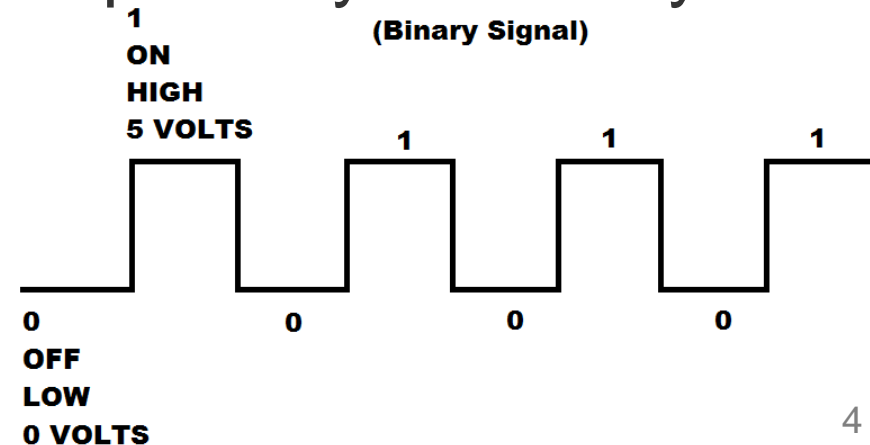 (Binary Signal)
1
ON
HIGH
5 VOLTS
1
1
1
0
OFF
LOW
0 VOLTS
0
0
0
4